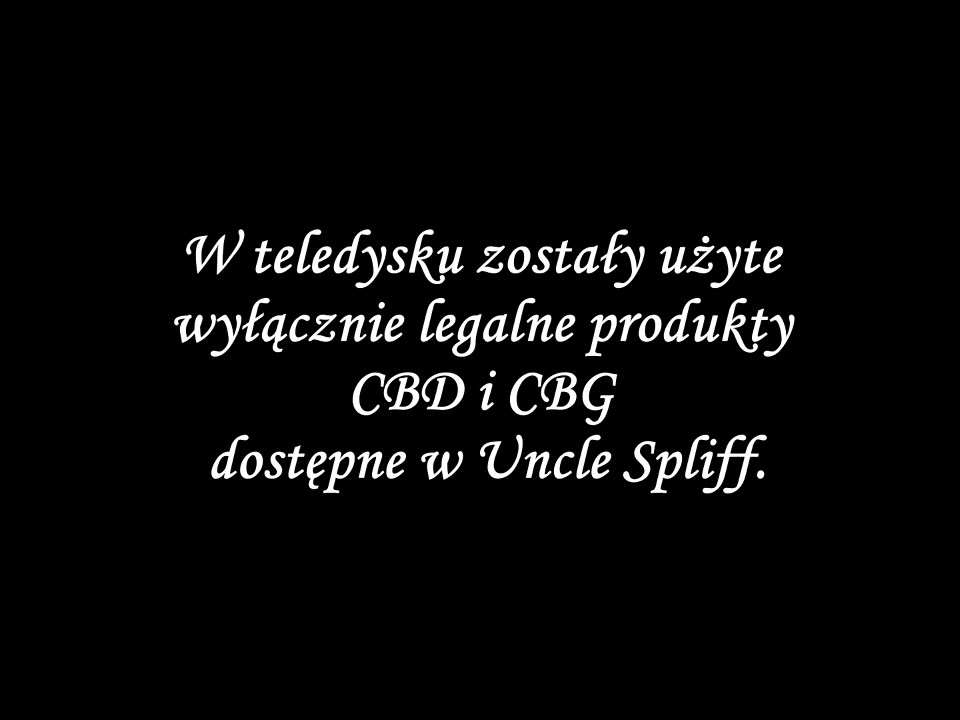 W teledysku zostały użyte
wyłącznie legalne produkty
CBD i CBG
dostępne w Uncle Spliff.